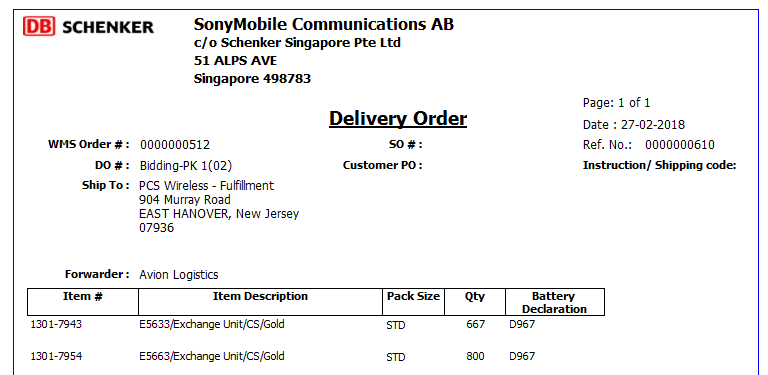 DB SCHENKER
SonyMobile Communications AB
c/o Schenker Singapore Pte Ltd
51 ALPS AVE
Singapore 498783
Page: 1 of 1
Delivery Order
Date : 27-02-2018
WMS Order # : 0000000512 SO # : Ref. No.: 0000000610
DO # : Bidding-PK 1(02) Customer PO : Instruction/ Shipping code:
Ship To : PCS Wireless - Fulfillment
904 Murray Road
EAST HANOVER, New Jersey
07936
Forwarder : Avion Logistics
Item # Item Description Pack Size Qty Battery Declaration
1301-7943 E5633/Exchange Unit/CS/Gold STD 667 D967
1301-7954 E5663/Exchange Unit/CS/Gold STD 800 D967